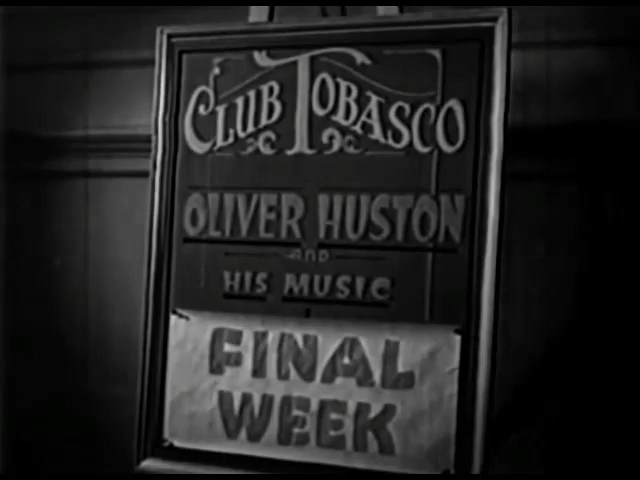 CLUB TOBASCO
OLIVER HUSTON
AND
HIS MUSIC
FINAL
WEEK